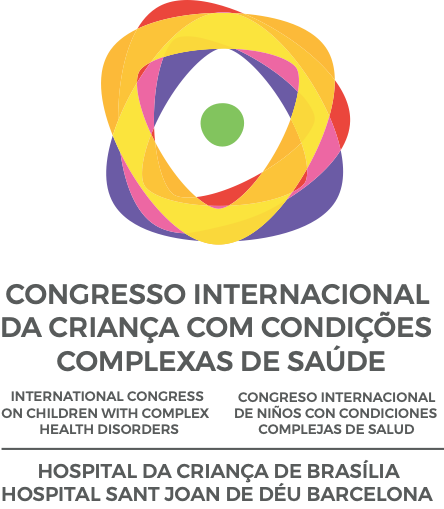 CONGRESSO INTERNACIONAL
DA CRIANÇA COM CONDIÇÕES
COMPLEXAS DE SAÚDE
INTERNATIONAL CONGRESS
ON CHILDREN WITH COMPLEX
HEALTH DISORDERS
CONGRESO INTERNACIONAL
DE NIÑOS CON CONDICIONES
COMPLEJAS DE SALUD
HOSPITAL DA CRIANÇA DE BRASÍLIA
HOSPITAL SANT JOAN DE DÉU BARCELONA